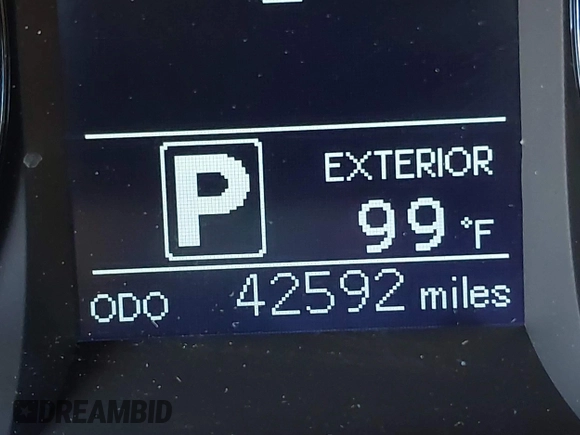 P
EXTERIOR
99 °F
ODO 42592 miles
DREAMBID